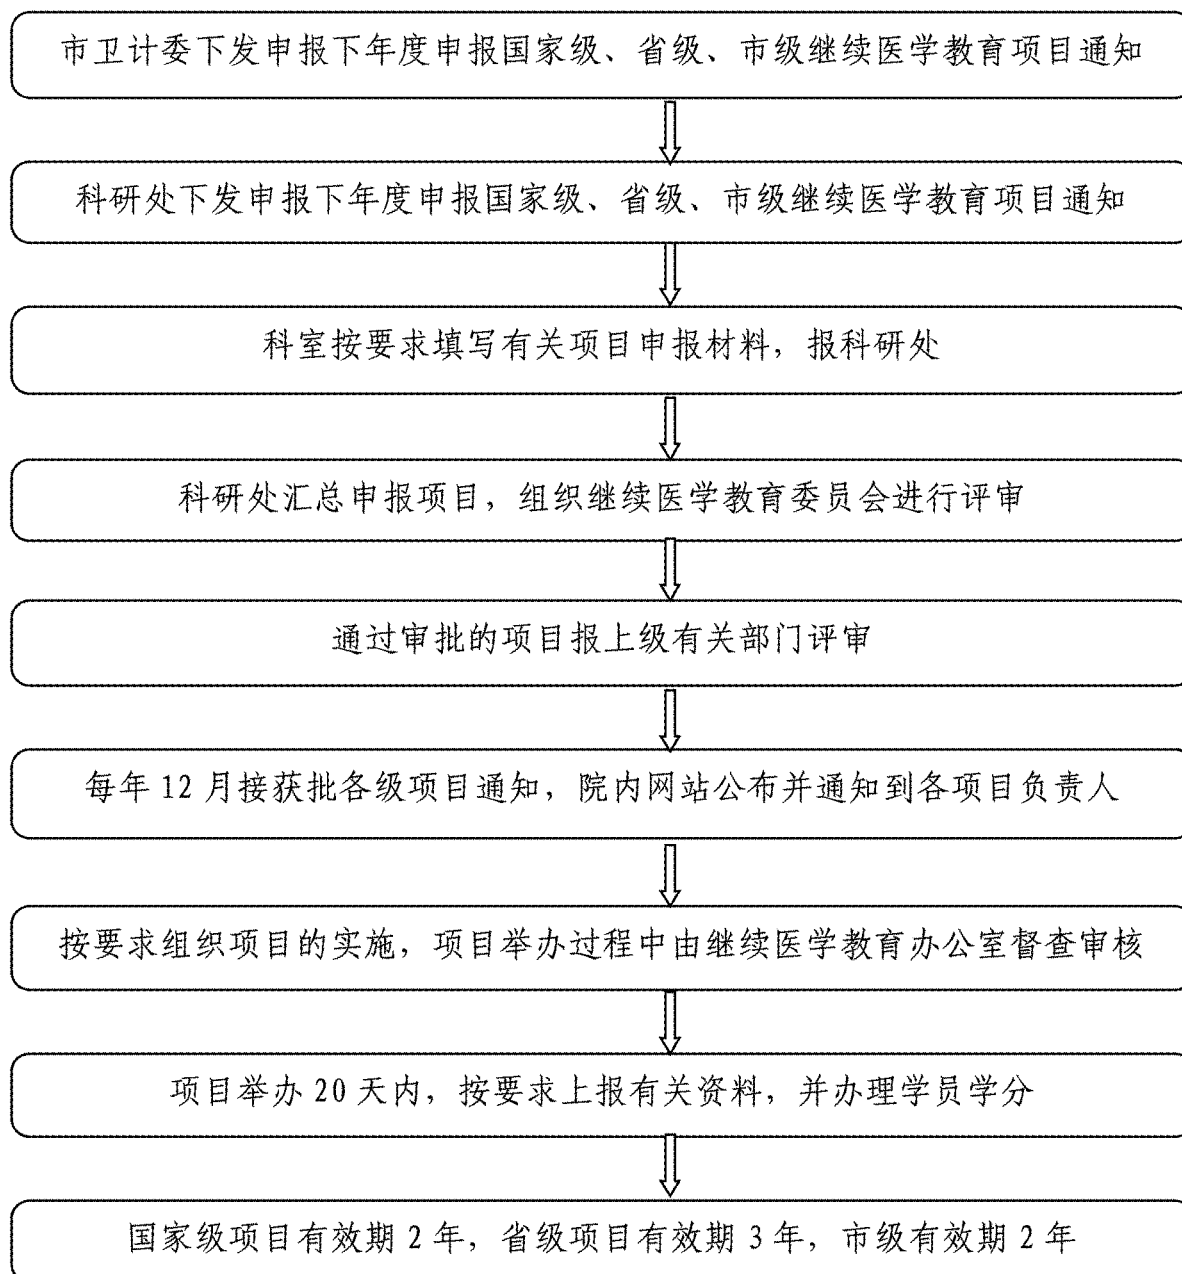 市卫计委下发申报下年度申报国家级、省级、市级继续医学教育项目通知
科研处下发申报下年度申报国家级、省级、市级继续医学教育项目通知
科室按要求填写有关项目申报材料，报科研处
科研处汇总申报项目，组织继续医学教育委员会进行评审
通过审批的项目报上级有关部门评审
每年 12 月接获批各级项目通知，院内网站公布并通知到各项目负责人
按要求组织项目的实施，项目举办过程中由继续医学教育办公室督查审核
项目举办 20 天内，按要求上报有关资料，并办理学员学分
国家级项目有效期 2 年，省级项目有效期 3 年，市级有效期 2 年